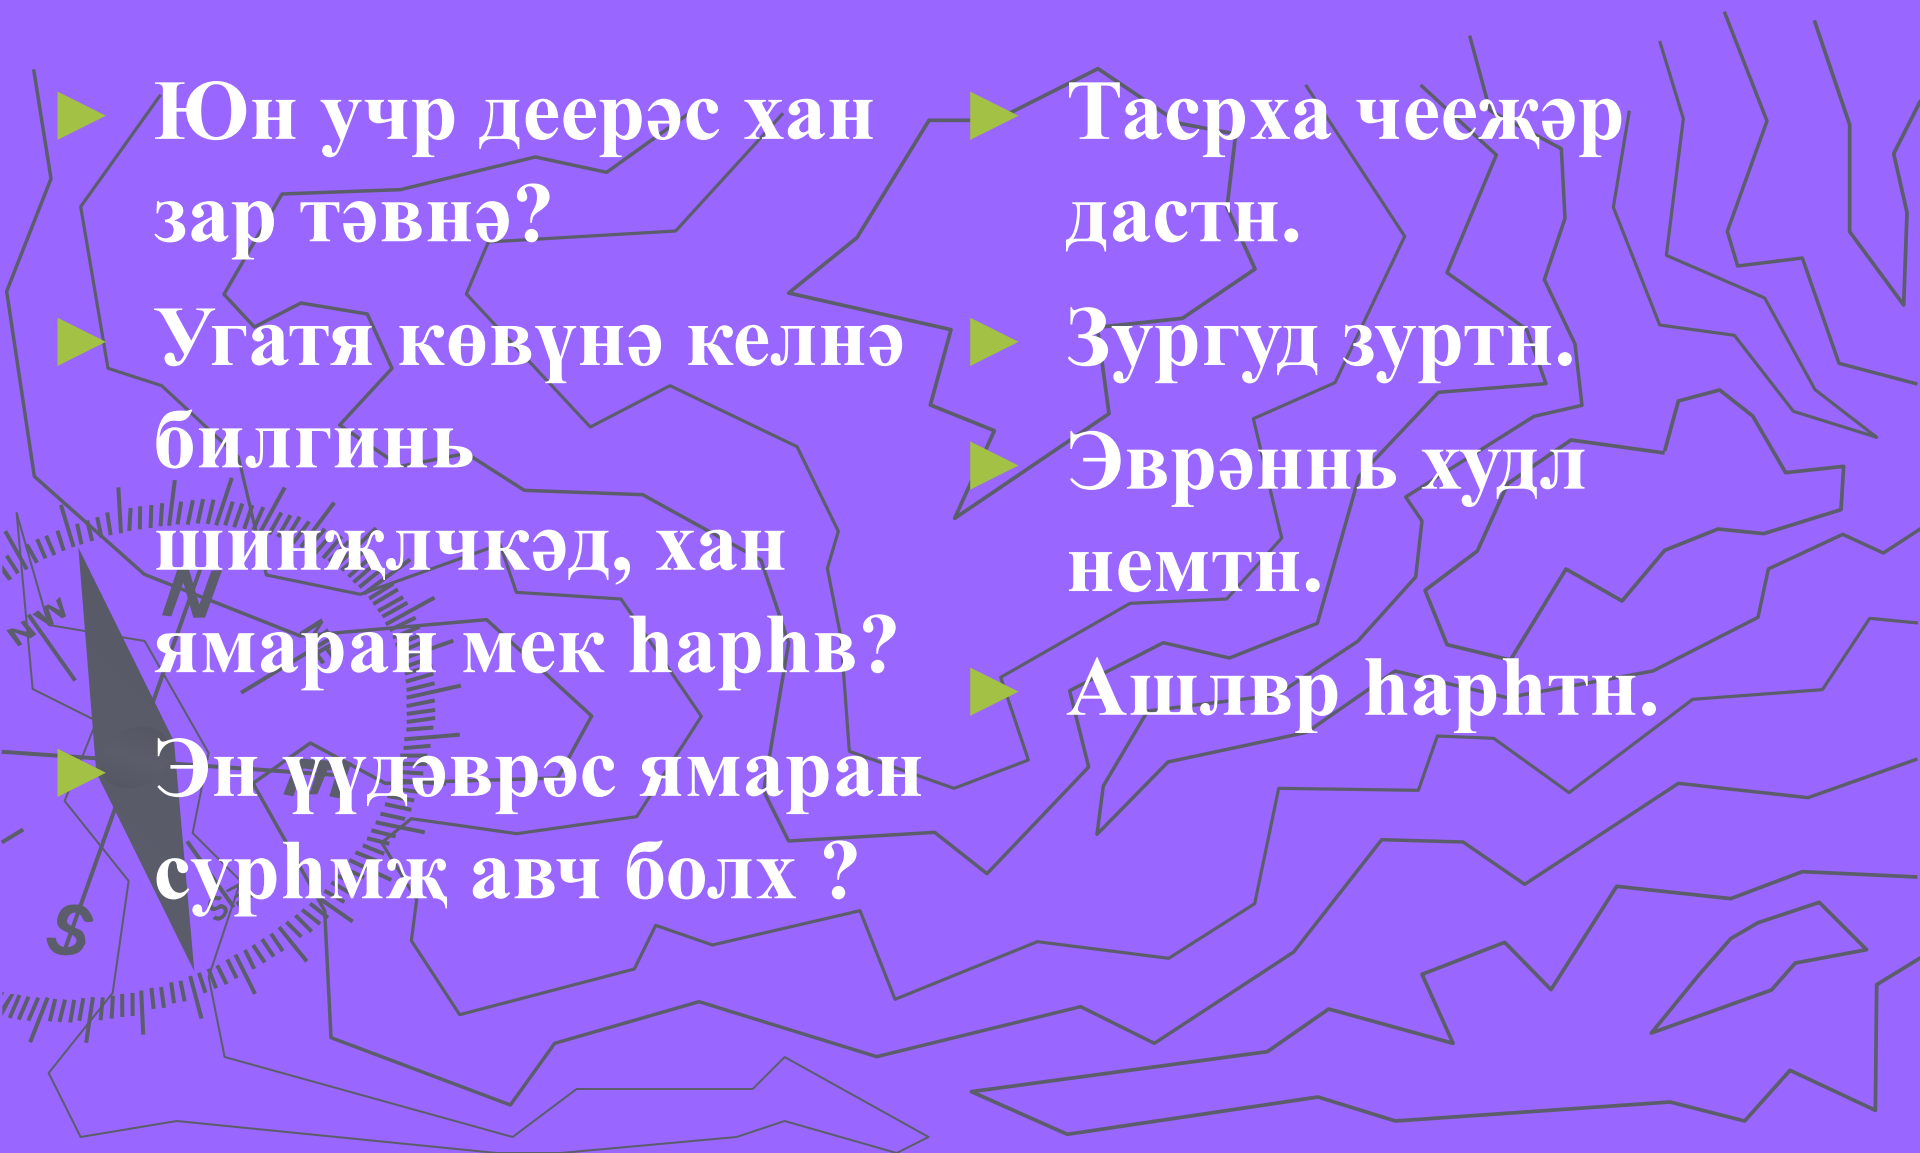 Юн учр деерәс хан
зар тәвнә?
Угатя көвүнә келнә
билгинь
шинҗлчкәд, хан
ямаран мек һарһв?
Эн үүдәврәс ямаран
сурһмҗ авч болх ?
Тасрха чееҗәр
дастн.
Зургуд зуртн.
Эврәннь худл
немтн.
Ашлвр һарһтн.
N
S